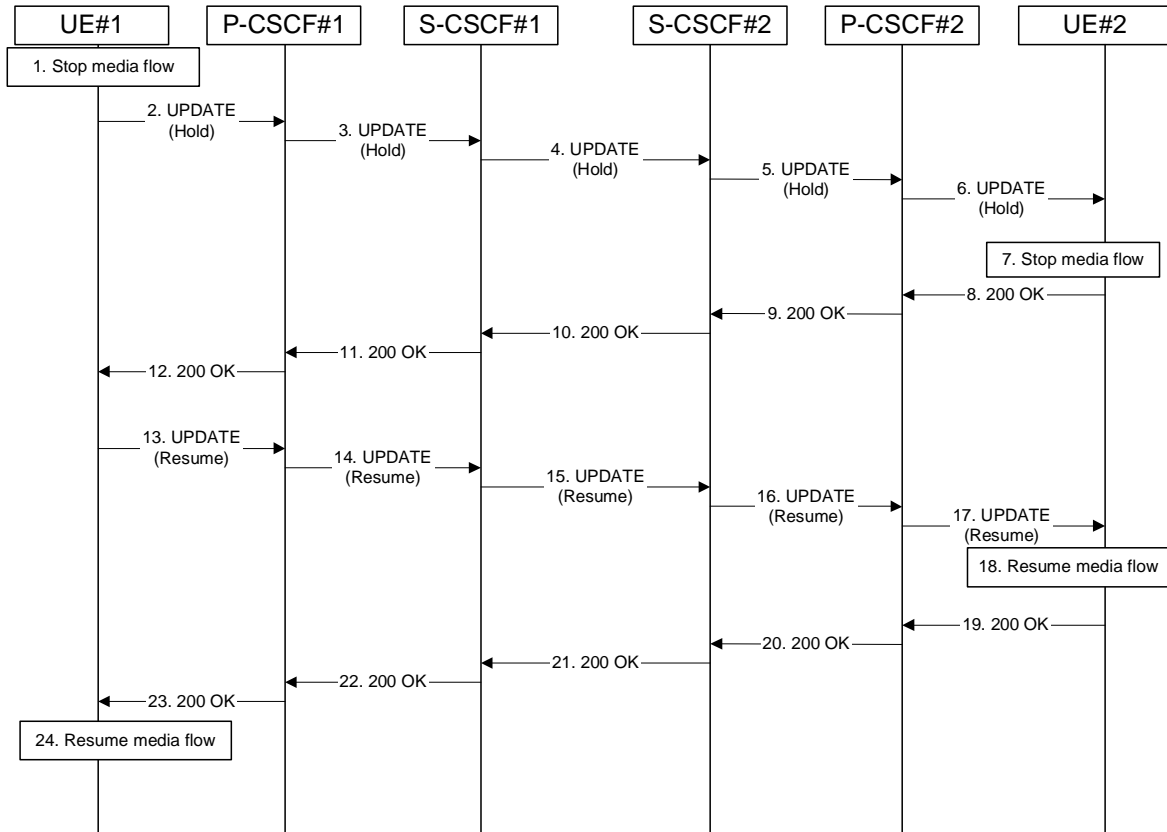 UE#1 P-CSCF#1 S-CSCF#1 S-CSCF#2 P-CSCF#2 UE#2
1. Stop media flow
2. UPDATE
(Hold)
3. UPDATE
(Hold)
4. UPDATE
(Hold)
5. UPDATE
(Hold)
6. UPDATE
(Hold)
7. Stop media flow
8. 200 OK
9. 200 OK
10. 200 OK
11. 200 OK
12. 200 OK
13. UPDATE
(Resume)
14. UPDATE
(Resume)
15. UPDATE
(Resume)
16. UPDATE
(Resume)
17. UPDATE
(Resume)
18. Resume media flow
19. 200 OK
20. 200 OK
21. 200 OK
22. 200 OK
23. 200 OK
24. Resume media flow